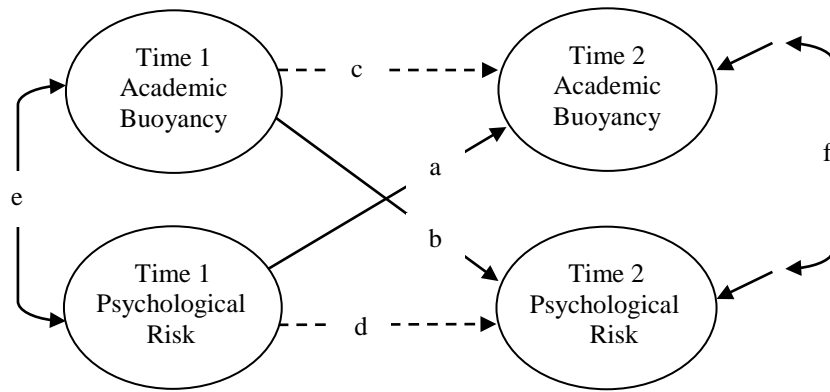 Time 1
Academic
Buoyancy
c
Time 2
Academic
Buoyancy
a
f
e
b
Time 1
Psychological
Risk
d
Time 2
Psychological
Risk